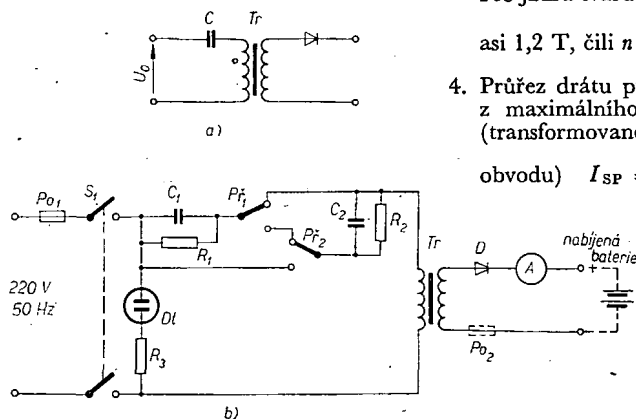 C Tr
U₀
a)
asi 1,2 T, čili n
4. Průřez drátu p
z maximálního
(transformované
obvodu) I SP =
Po₁ S₁ C₁ Př₁
R₁
Př₂
C₂ R₂
Tr D A
nabíjená
baterie
+
220 V
50 Hz
Dl
R₃
Po₂
b)